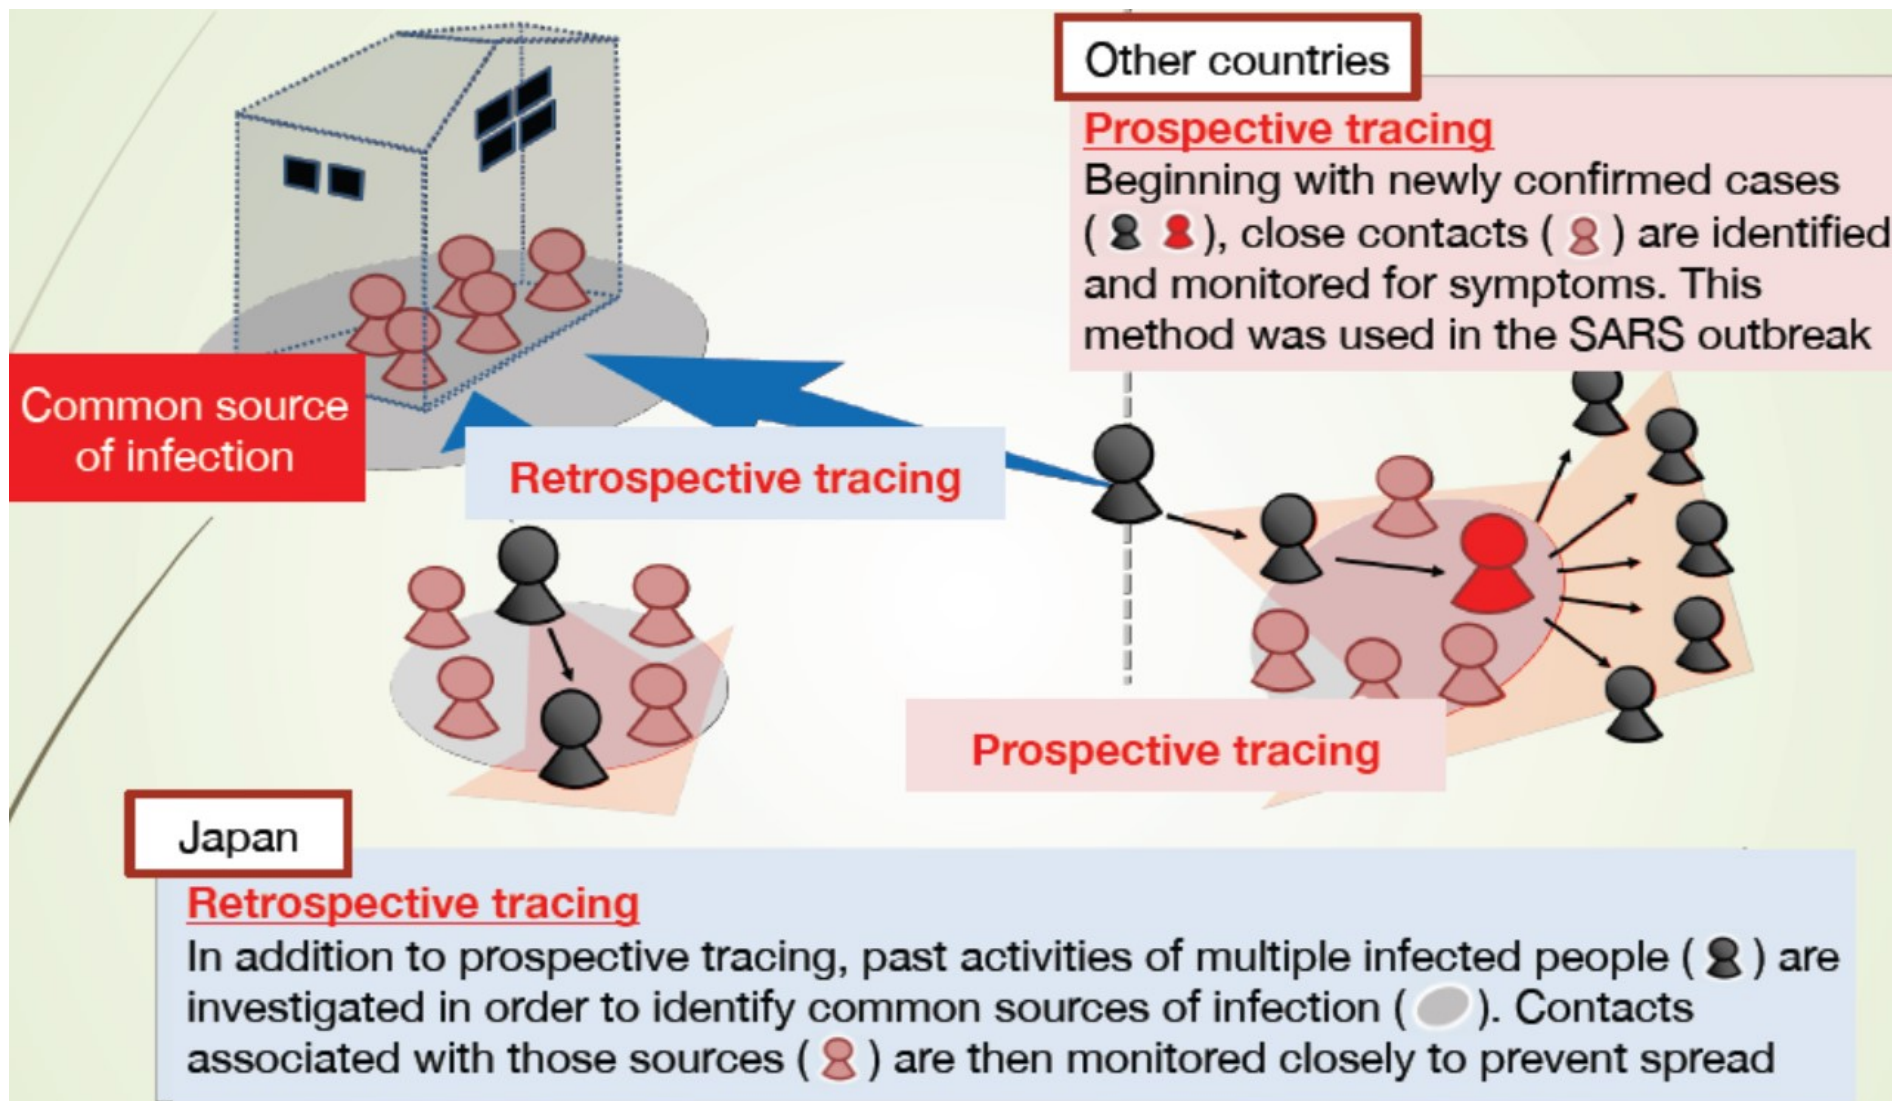 Other countries
Prospective tracing
Beginning with newly confirmed cases
( ), close contacts ( ) are identified
and monitored for symptoms. This
method was used in the SARS outbreak
Common source
of infection
Retrospective tracing
Prospective tracing
Japan
Retrospective tracing
In addition to prospective tracing, past activities of multiple infected people ( ) are
investigated in order to identify common sources of infection ( ). Contacts
associated with those sources ( ) are then monitored closely to prevent spread